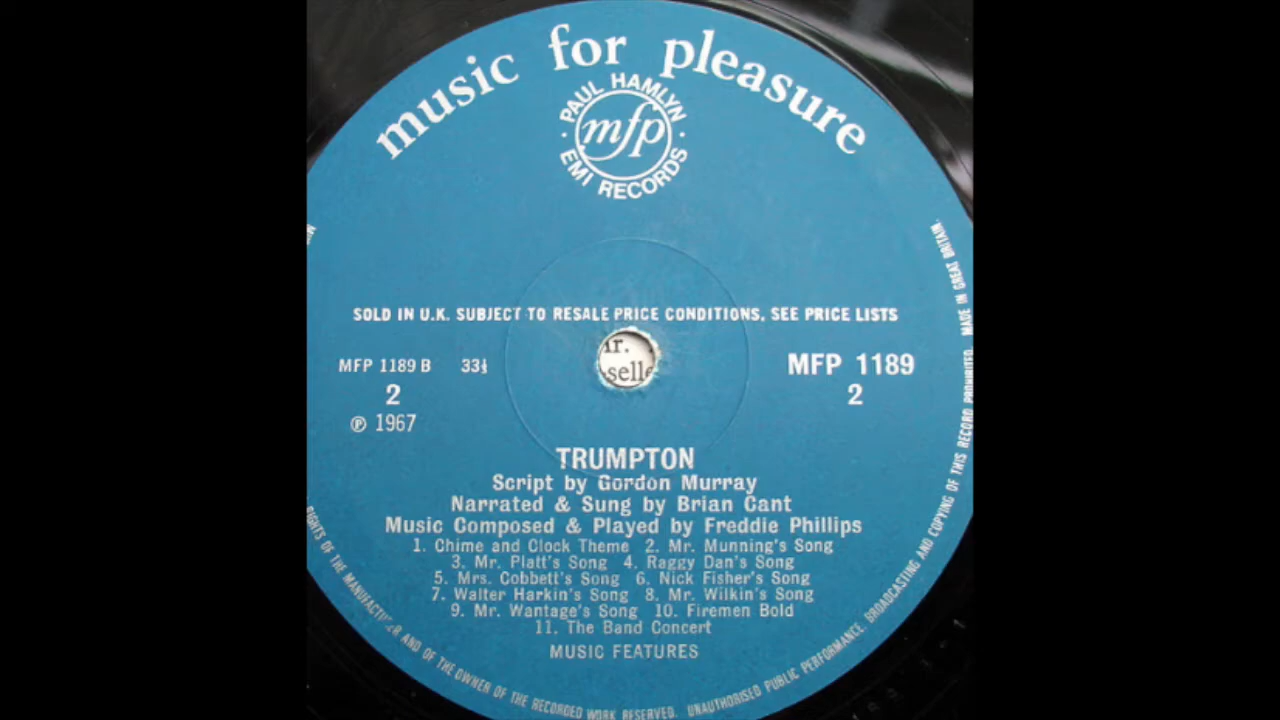 music for pleasure
PAUL HAMLYN
mfp
EMI RECORDS
SOLD IN U.K. SUBJECT TO RESALE PRICE CONDITIONS, SEE PRICE LISTS
MFP 1189 B 33⅓
2
℗ 1967
MFP 1189
2
TRUMPTON
Script by Gordon Murray
Narrated & Sung by Brian Cant
Music Composed & Played by Freddie Phillips
1. Chime and Clock Theme 2. Mr. Munning's Song
3. Mr. Platt's Song 4. Raggy Dan's Song
5. Mrs. Cobbett's Song 6. Nick Fisher's Song
7. Walter Harkin's Song 8. Mr. Wilkin's Song
9. Mr. Wantage's Song 10. Firemen Bold
11. The Band Concert
MUSIC FEATURES
RIGHTS OF THE MANUFACTURER AND OF THE OWNER OF THE RECORDED WORK RESERVED. UNAUTHORISED PUBLIC PERFORMANCE, BROADCASTING AND COPYING OF THIS RECORD PROHIBITED. MADE IN GREAT BRITAIN.